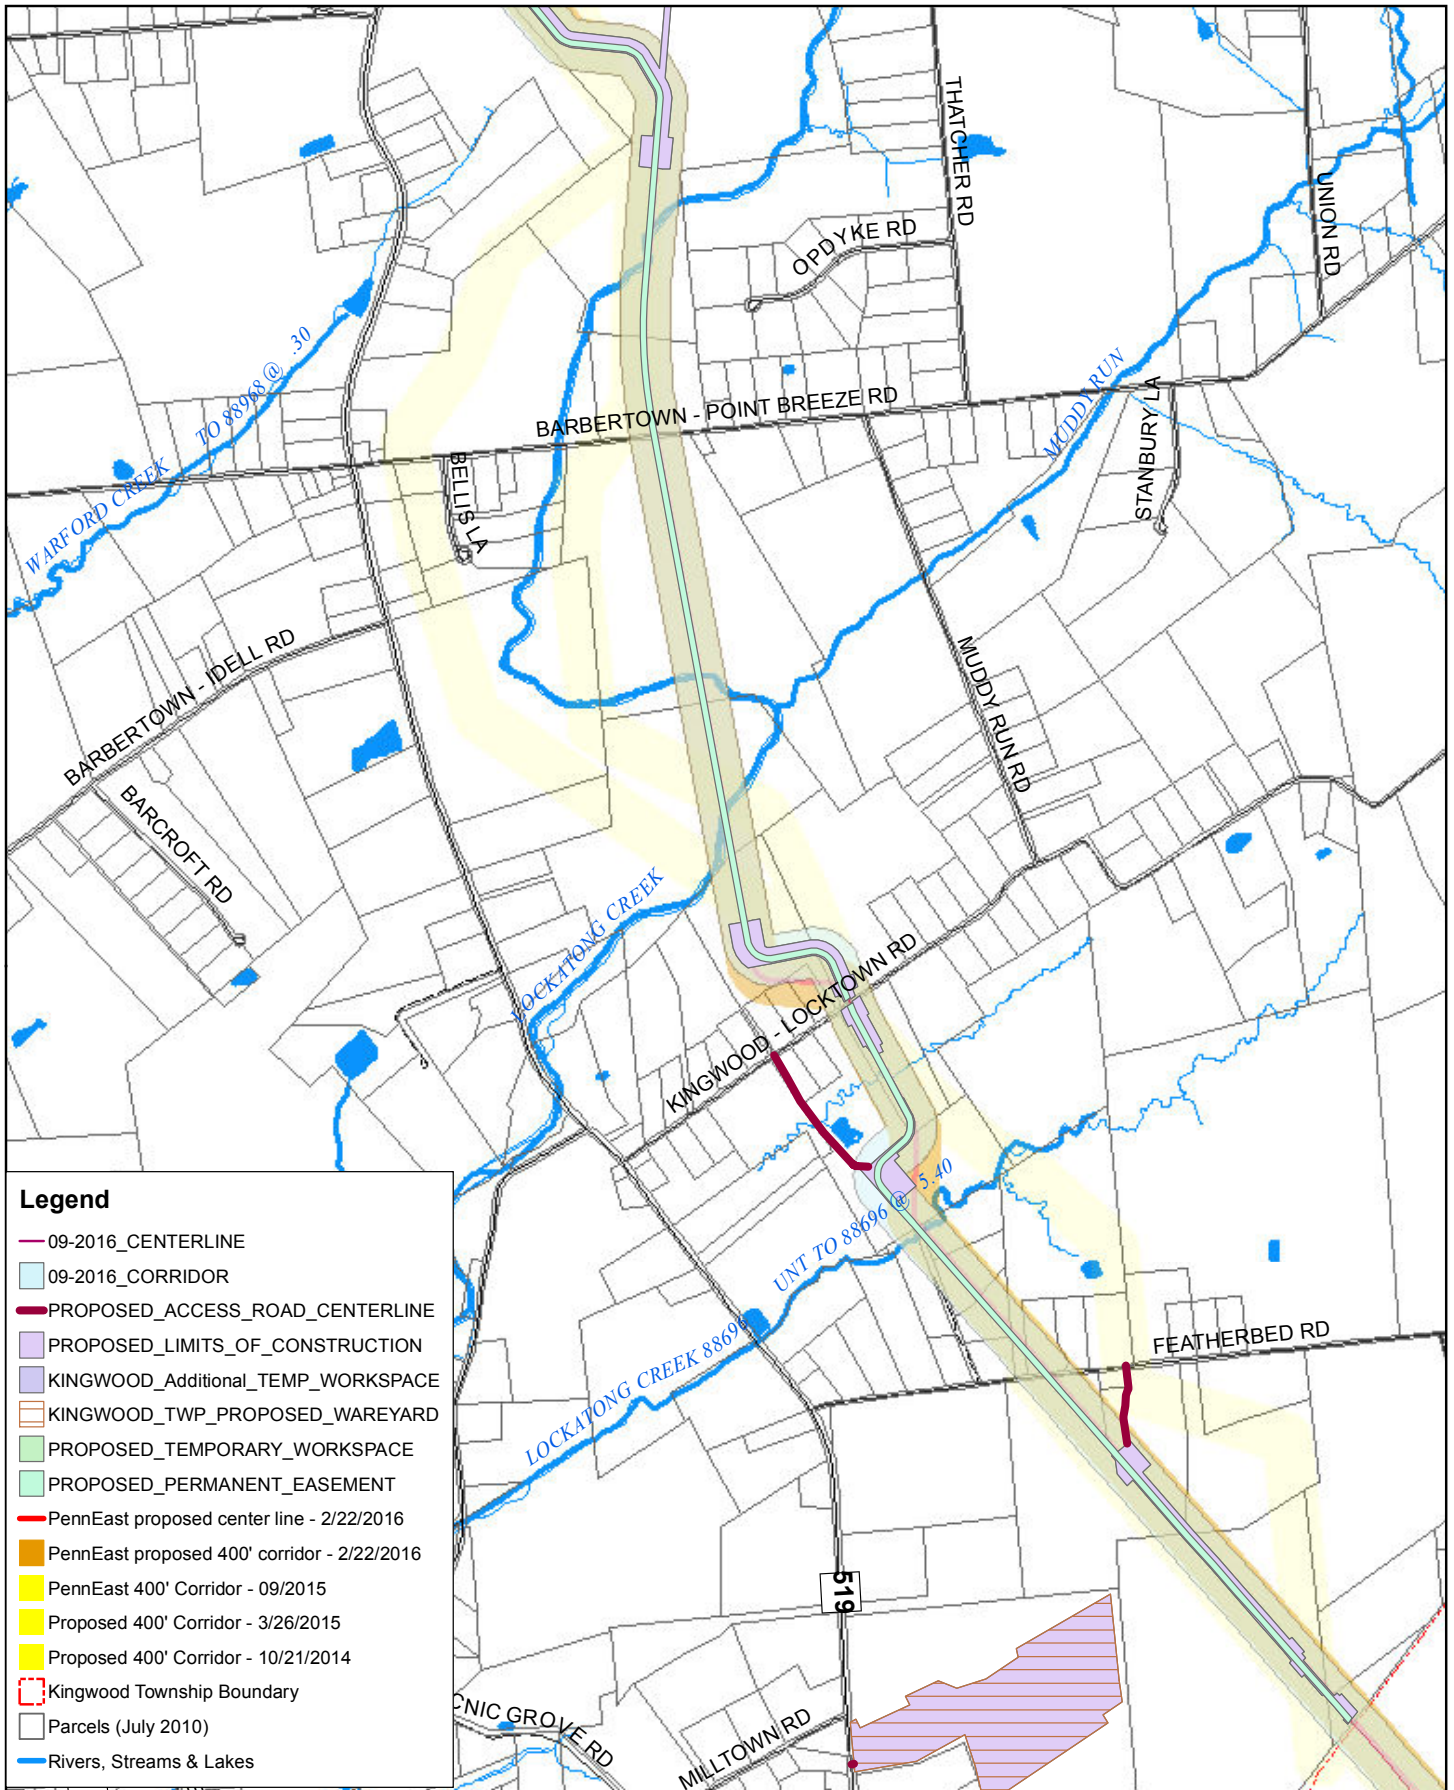 THATCHER RD
UNION RD
OPDYKE RD
TO 88968 @ .30
MUDDY RUN
BARBERTOWN - POINT BREEZE RD
STANBURY LA
BELLIS LA
WARFORD CREEK
BARBERTOWN - IDELL RD
MUDDY RUN RD
BARCROFT RD
LOCKATONG CREEK
KINGWOOD - LOCKTOWN RD
UNT TO 88696 @ 5.40
FEATHERBED RD
LOCKATONG CREEK 88696
519
CNIC GROVE RD
MILLTOWN RD
Legend
09-2016_CENTERLINE
09-2016_CORRIDOR
PROPOSED_ACCESS_ROAD_CENTERLINE
PROPOSED_LIMITS_OF_CONSTRUCTION
KINGWOOD_Additional_TEMP_WORKSPACE
KINGWOOD_TWP_PROPOSED_WAREYARD
PROPOSED_TEMPORARY_WORKSPACE
PROPOSED_PERMANENT_EASEMENT
PennEast proposed center line - 2/22/2016
PennEast proposed 400' corridor - 2/22/2016
PennEast 400' Corridor - 09/2015
Proposed 400' Corridor - 3/26/2015
Proposed 400' Corridor - 10/21/2014
Kingwood Township Boundary
Parcels (July 2010)
Rivers, Streams & Lakes